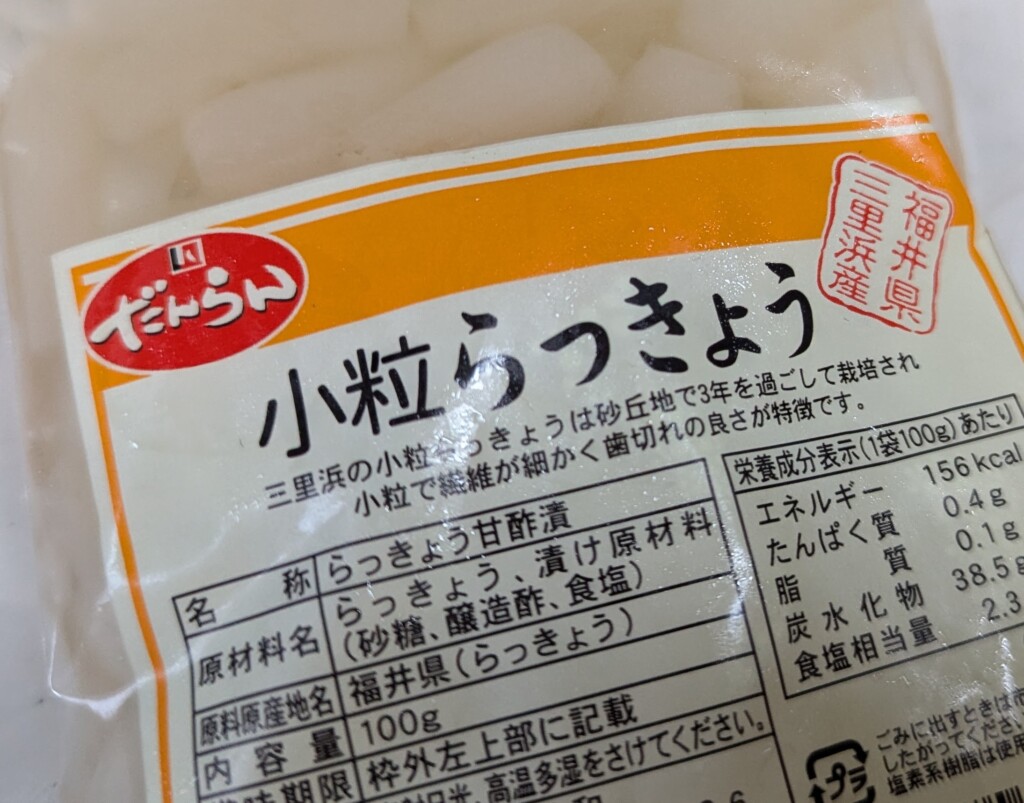 だんらん
福井県
三里浜産
小粒らっきょう
三里浜の小粒らっきょうは砂丘地で3年を過ごして栽培され
小粒で繊維が細かく歯切れの良さが特徴です。
名称 らっきょう甘酢漬
原材料名 らっきょう、漬け原材料
(砂糖、醸造酢、食塩)
原料原産地名 福井県(らっきょう)
内容量 100g
期限 枠外左上部に記載
高温多湿をさけてください。
栄養成分表示(1袋100g)あたり
エネルギー 156kcal
たんぱく質 0.4g
脂質 0.1g
炭水化物 38.5g
食塩相当量 2.3
プラ
ごみに出すときは
したがってくださ
塩素系樹脂は使用